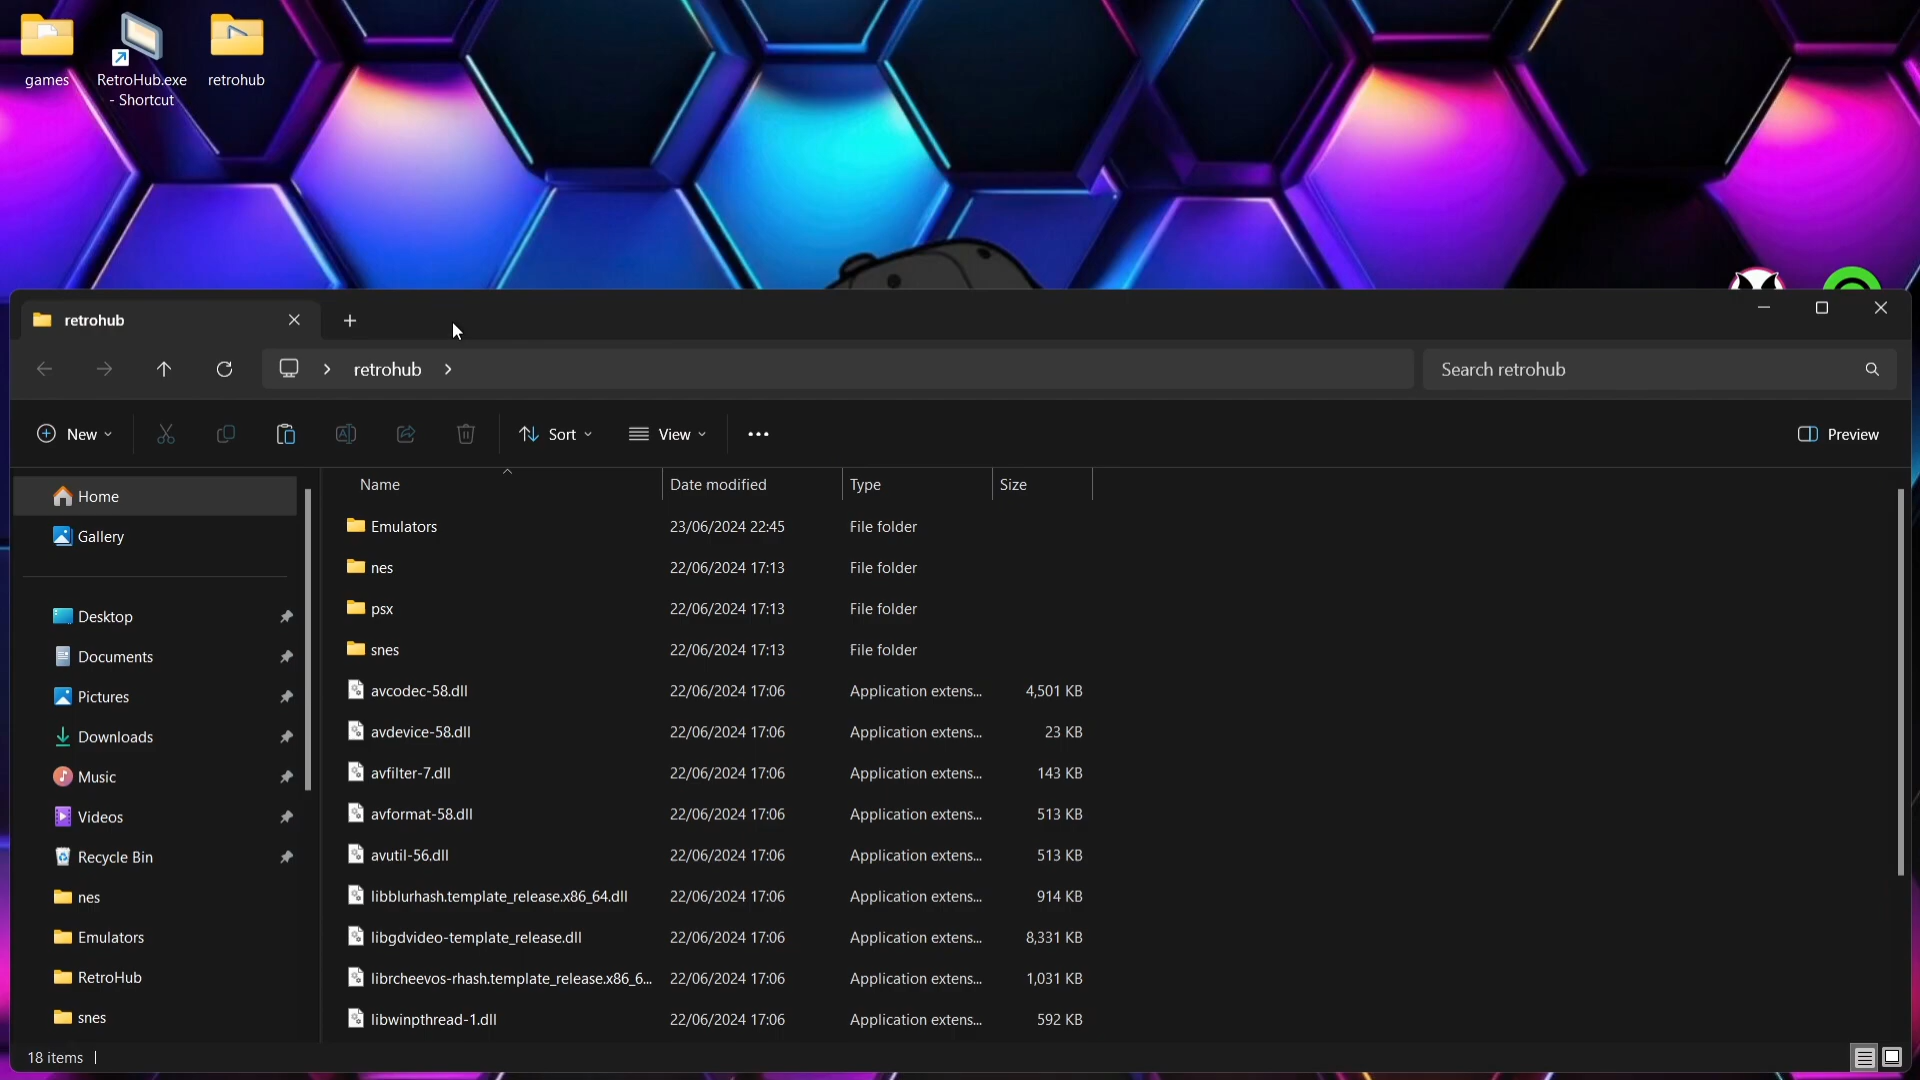 games
RetroHub.exe
- Shortcut
retrohub
retrohub
retrohub
Search retrohub
New
Sort
View
Preview
Name
Date modified
Type
Size
Home
Gallery
Desktop
Documents
Pictures
Downloads
Music
Videos
Recycle Bin
nes
Emulators
RetroHub
snes
Emulators 23/06/2024 22:45 File folder
nes 22/06/2024 17:13 File folder
psx 22/06/2024 17:13 File folder
snes 22/06/2024 17:13 File folder
avcodec-58.dll 22/06/2024 17:06 Application extens... 4,501 KB
avdevice-58.dll 22/06/2024 17:06 Application extens... 23 KB
avfilter-7.dll 22/06/2024 17:06 Application extens... 143 KB
avformat-58.dll 22/06/2024 17:06 Application extens... 513 KB
avutil-56.dll 22/06/2024 17:06 Application extens... 513 KB
libblurhash.template_release.x86_64.dll 22/06/2024 17:06 Application extens... 914 KB
libgdvideo-template_release.dll 22/06/2024 17:06 Application extens... 8,331 KB
librcheevos-rhash.template_release.x86_6... 22/06/2024 17:06 Application extens... 1,031 KB
libwinpthread-1.dll 22/06/2024 17:06 Application extens... 592 KB
18 items